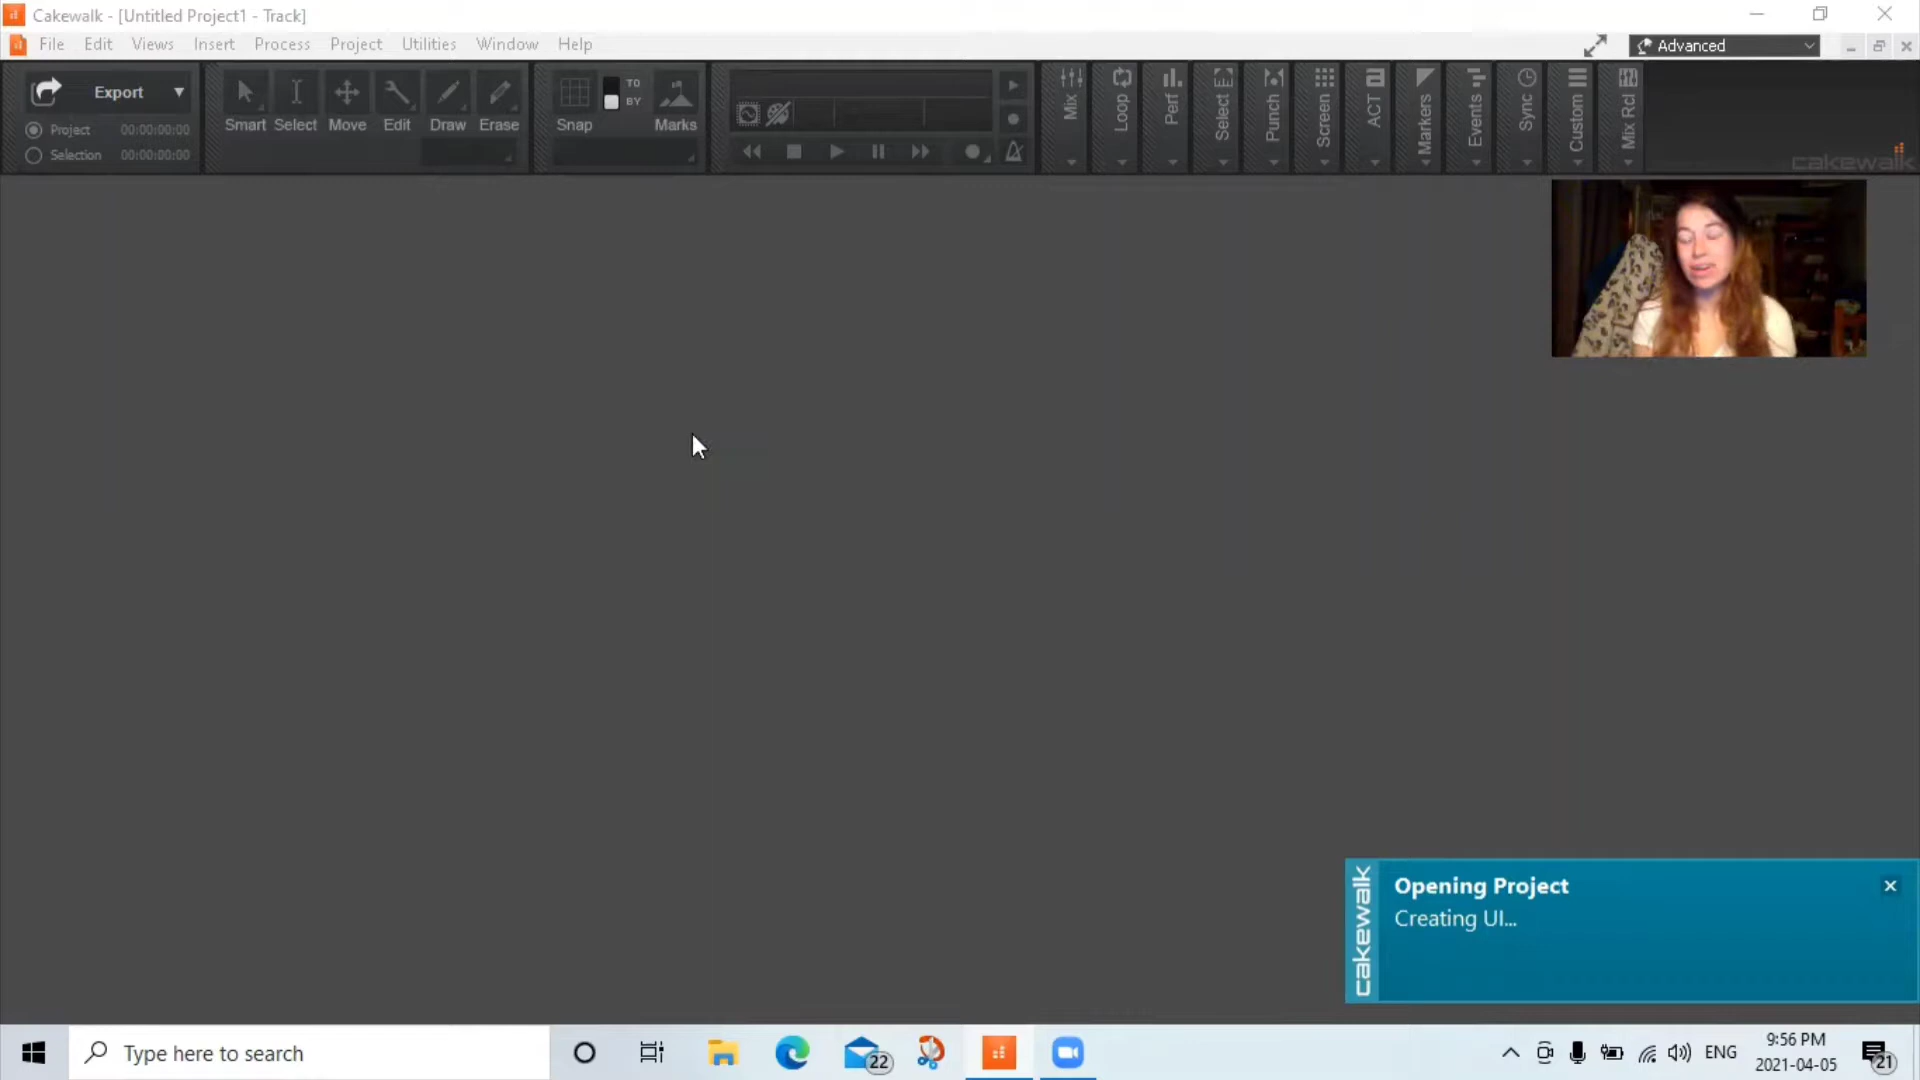 Cakewalk - [Untitled Project1 - Track]
File Edit Views Insert Process Project Utilities Window Help
Advanced
Export
Project 00:00:00:00
Selection 00:00:00:00
Smart Select Move Edit Draw Erase
Snap
TO
BY
Marks
Mix
Loop
Perf
Select
Punch
Screen
ACT
Markers
Events
Sync
Custom
Mix Rcl
cakewalk
cakewalk
Opening Project
Creating UI...
Type here to search
22
ENG
9:56 PM
2021-04-05
21